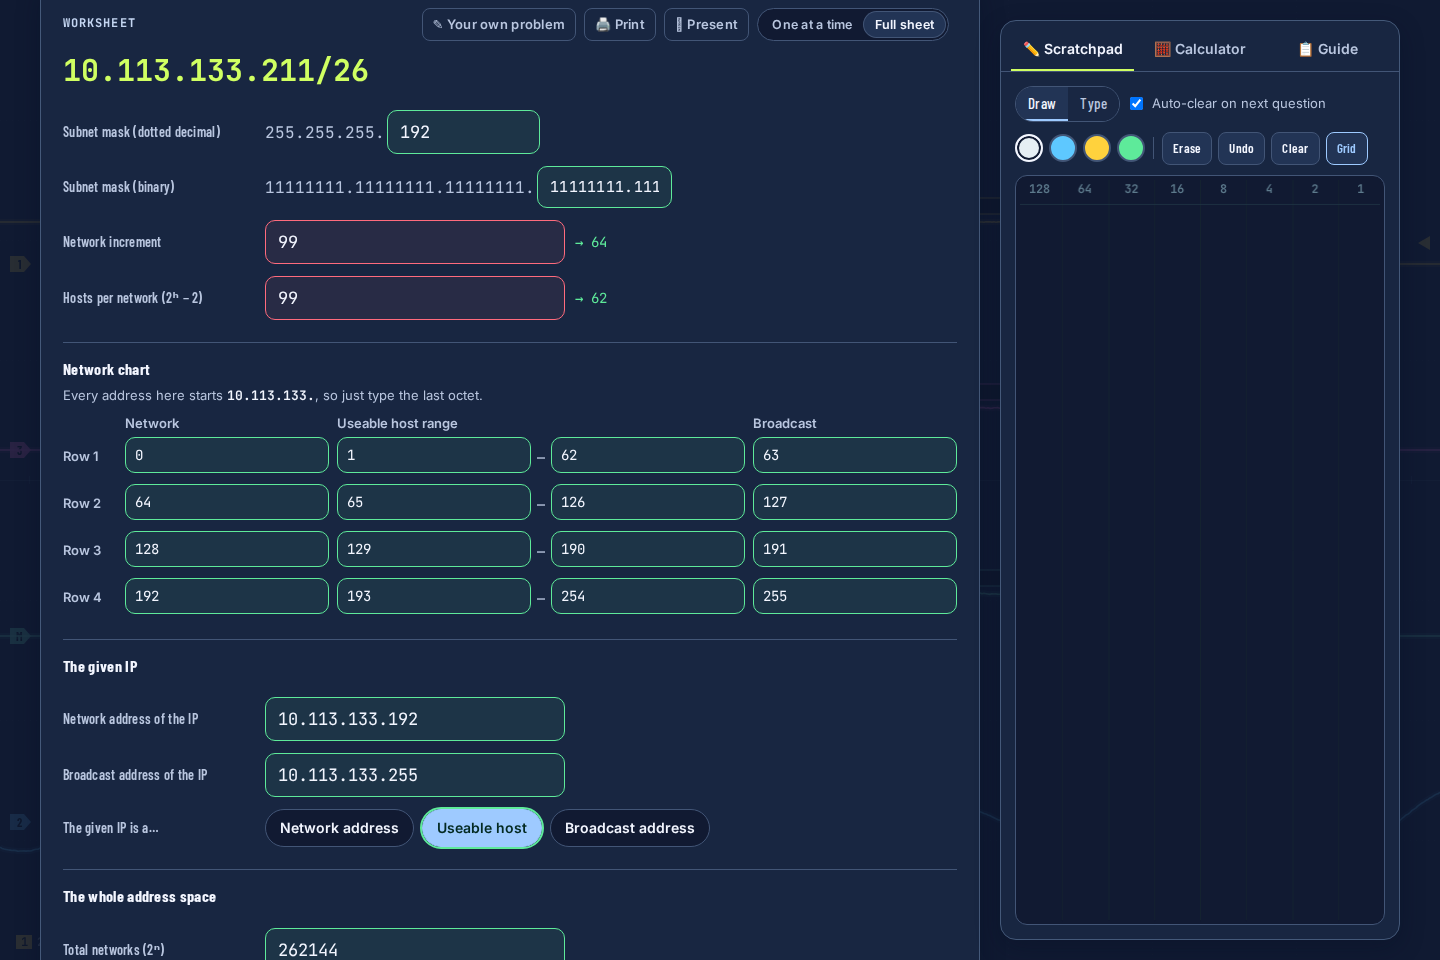 WORKSHEET
✎ Your own problem
🖨️ Print
Present
One at a time
Full sheet
10.113.133.211/26
Subnet mask (dotted decimal)
255.255.255.
192
Subnet mask (binary)
11111111.11111111.11111111.
11111111.111
Network increment
99
→ 64
Hosts per network (2ʰ − 2)
99
→ 62
Network chart
Every address here starts 10.113.133., so just type the last octet.
Network
Useable host range
Broadcast
Row 1
0
1
–
62
63
Row 2
64
65
–
126
127
Row 3
128
129
–
190
191
Row 4
192
193
–
254
255
The given IP
Network address of the IP
10.113.133.192
Broadcast address of the IP
10.113.133.255
The given IP is a…
Network address
Useable host
Broadcast address
The whole address space
Total networks (2ⁿ)
262144
✏️ Scratchpad
🧮 Calculator
📋 Guide
Draw
Type
Auto-clear on next question
Erase
Undo
Clear
Grid
128 64 32 16 8 4 2 1